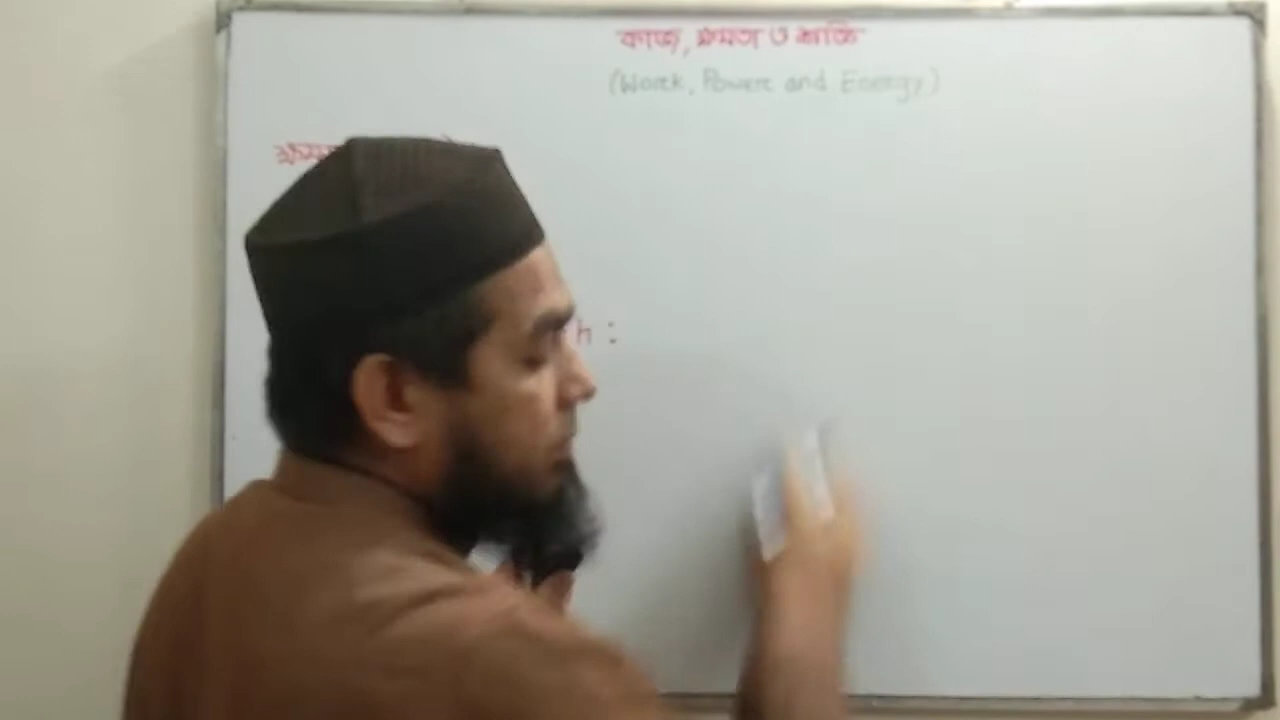 কাজ, ক্ষমতা ও শক্তি
(Work, Power and Energy)
h :